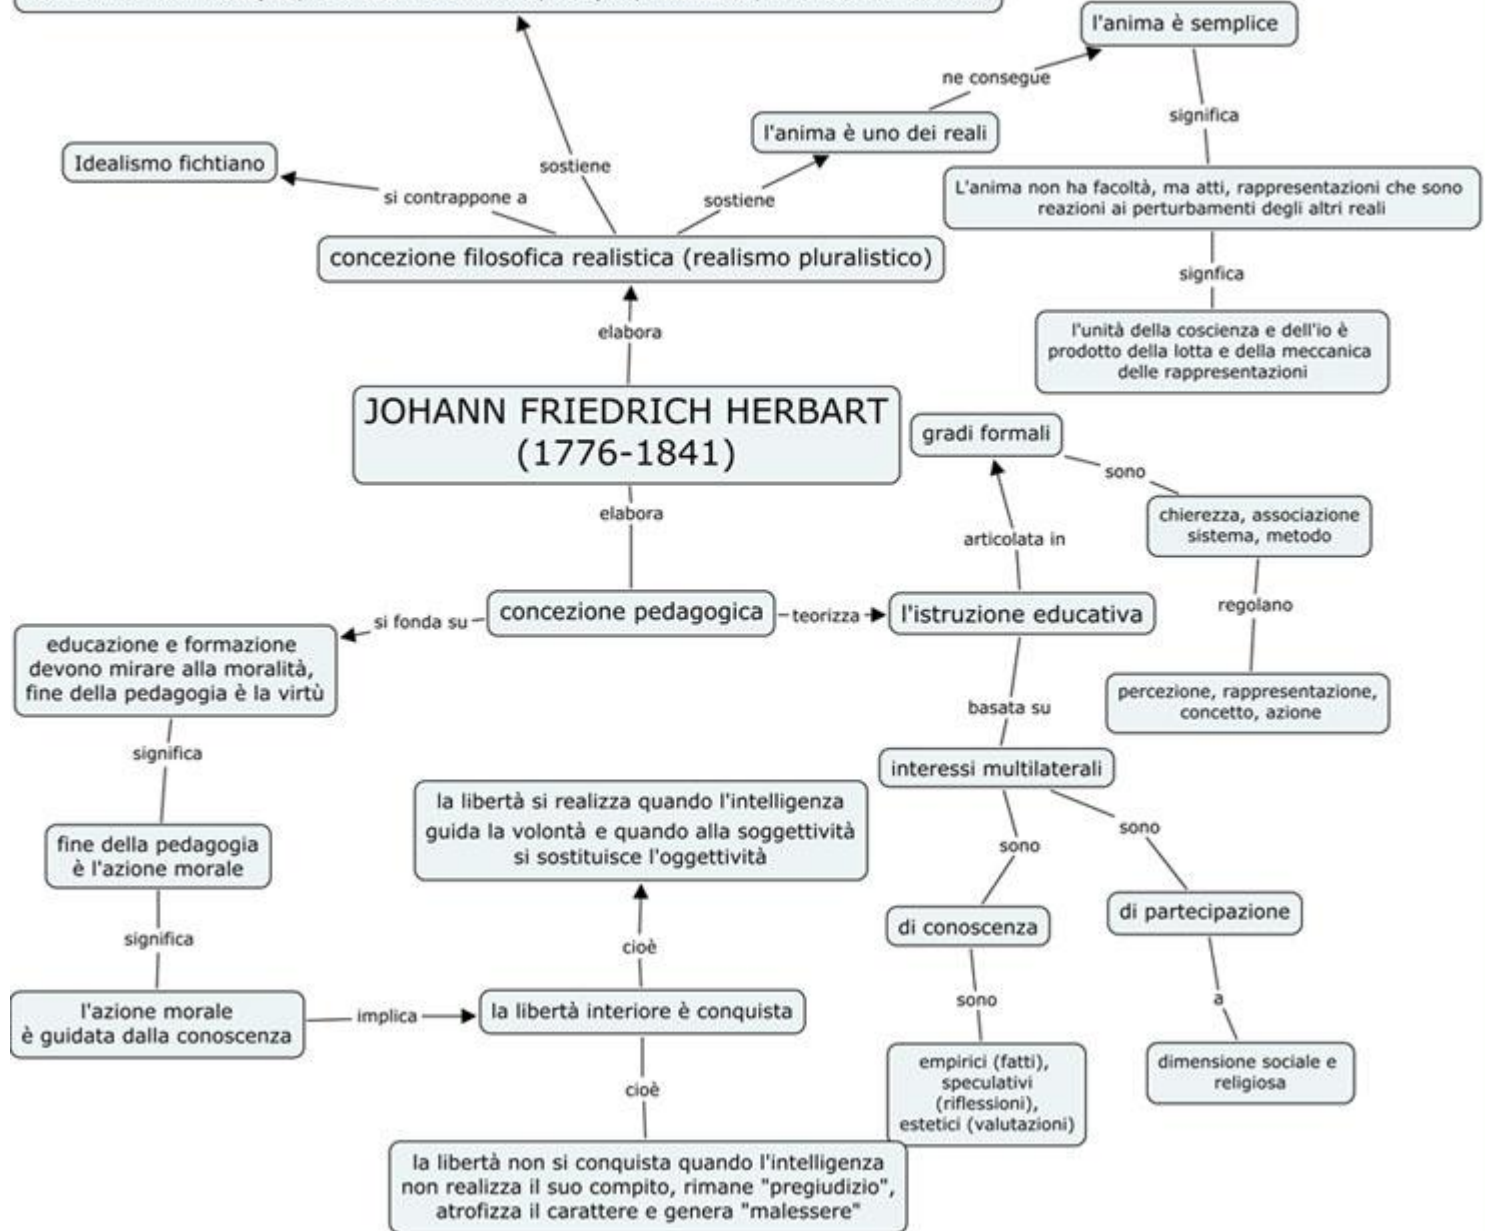 l'anima è semplice
ne consegue
significa
l'anima è uno dei reali
Idealismo fichtiano
sostiene
si contrappone a
sostiene
L'anima non ha facoltà, ma atti, rappresentazioni che sono
reazioni ai perturbamenti degli altri reali
concezione filosofica realistica (realismo pluralistico)
signfica
elabora
l'unità della coscienza e dell'io è
prodotto della lotta e della meccanica
delle rappresentazioni
JOHANN FRIEDRICH HERBART
(1776-1841)
gradi formali
sono
elabora
chierezza, associazione
sistema, metodo
articolata in
regolano
concezione pedagogica
teorizza
l'istruzione educativa
si fonda su
educazione e formazione
devono mirare alla moralità,
fine della pedagogia è la virtù
percezione, rappresentazione,
concetto, azione
basata su
significa
interessi multilaterali
la libertà si realizza quando l'intelligenza
guida la volontà e quando alla soggettività
si sostituisce l'oggettività
sono
sono
fine della pedagogia
è l'azione morale
di conoscenza
di partecipazione
significa
cioè
sono
a
l'azione morale
è guidata dalla conoscenza
implica
la libertà interiore è conquista
empirici (fatti),
speculativi
(riflessioni),
estetici (valutazioni)
dimensione sociale e
religiosa
cioè
la libertà non si conquista quando l'intelligenza
non realizza il suo compito, rimane "pregiudizio",
atrofizza il carattere e genera "malessere"